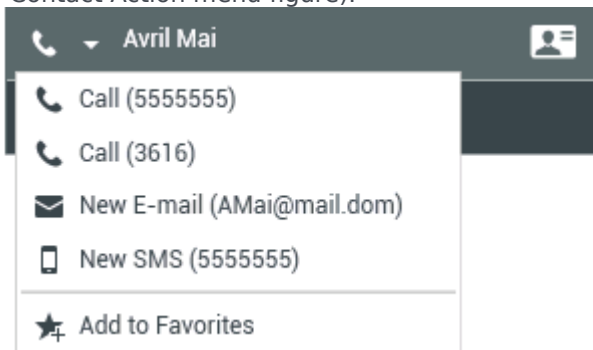 Contact Action menu figure).
Avril Mai
Call (5555555)
Call (3616)
New E-mail (AMai@mail.dom)
New SMS (5555555)
Add to Favorites